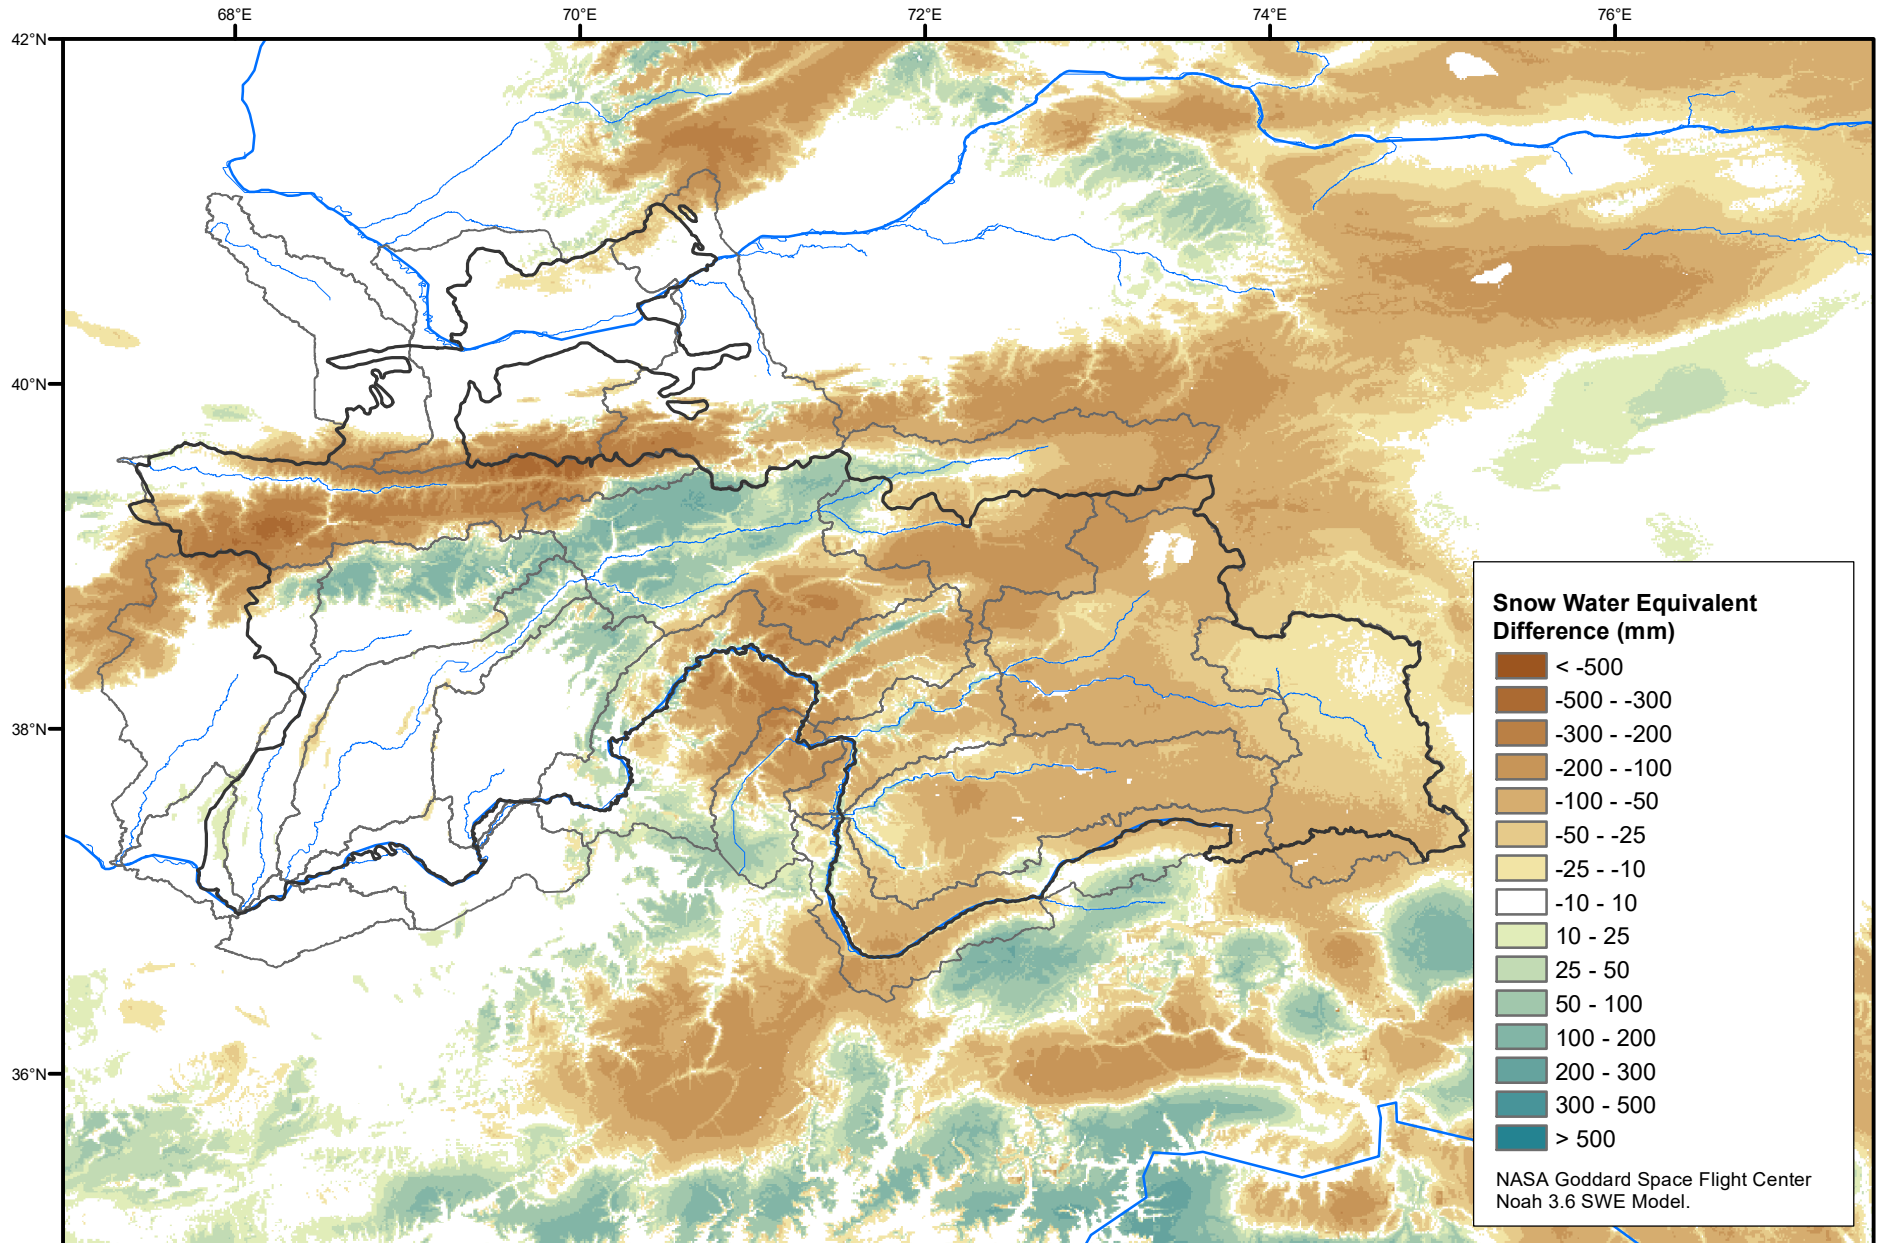 68°E
70°E
72°E
74°E
76°E
42°N
40°N
38°N
36°N
Snow Water Equivalent
Difference (mm)
< -500
-500 - -300
-300 - -200
-200 - -100
-100 - -50
-50 - -25
-25 - -10
-10 - 10
10 - 25
25 - 50
50 - 100
100 - 200
200 - 300
300 - 500
> 500
NASA Goddard Space Flight Center
Noah 3.6 SWE Model.